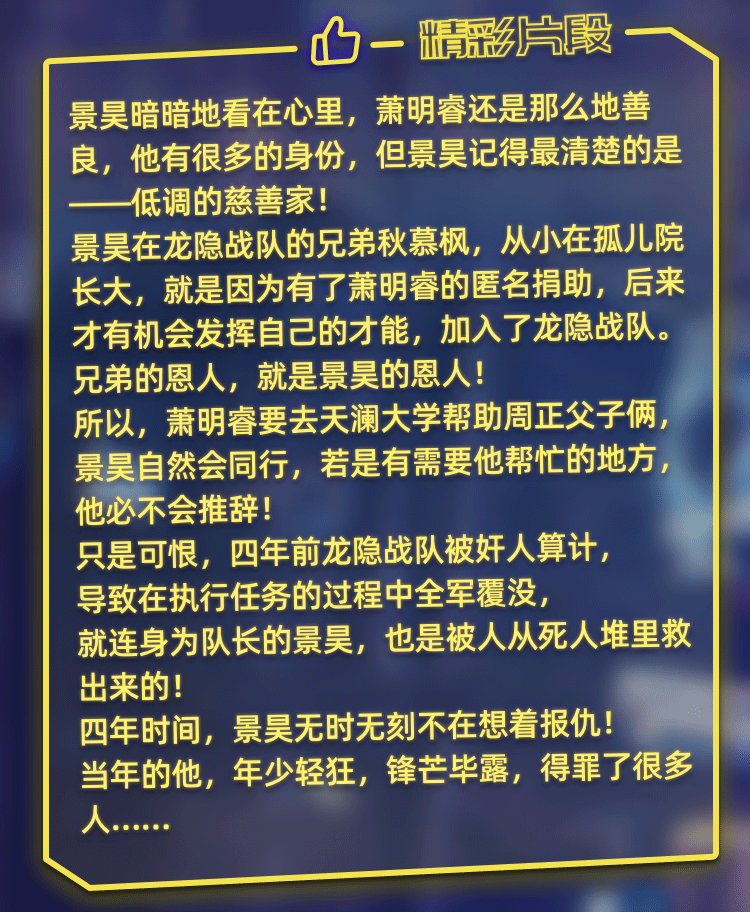 精彩片段
景昊暗暗地看在心里，萧明睿还是那么地善
良，他有很多的身份，但景昊记得最清楚的是
——低调的慈善家！
景昊在龙隐战队的兄弟秋慕枫，从小在孤儿院
长大，就是因为有了萧明睿的匿名捐助，后来
才有机会发挥自己的才能，加入了龙隐战队。
兄弟的恩人，就是景昊的恩人！
所以，萧明睿要去天澜大学帮助周正父子俩，
景昊自然会同行，若是有需要他帮忙的地方，
他必不会推辞！
只是可恨，四年前龙隐战队被奸人算计，
导致在执行任务的过程中全军覆没，
就连身为队长的景昊，也是被人从死人堆里救
出来的！
四年时间，景昊无时无刻不在想着报仇！
当年的他，年少轻狂，锋芒毕露，得罪了很多
人……